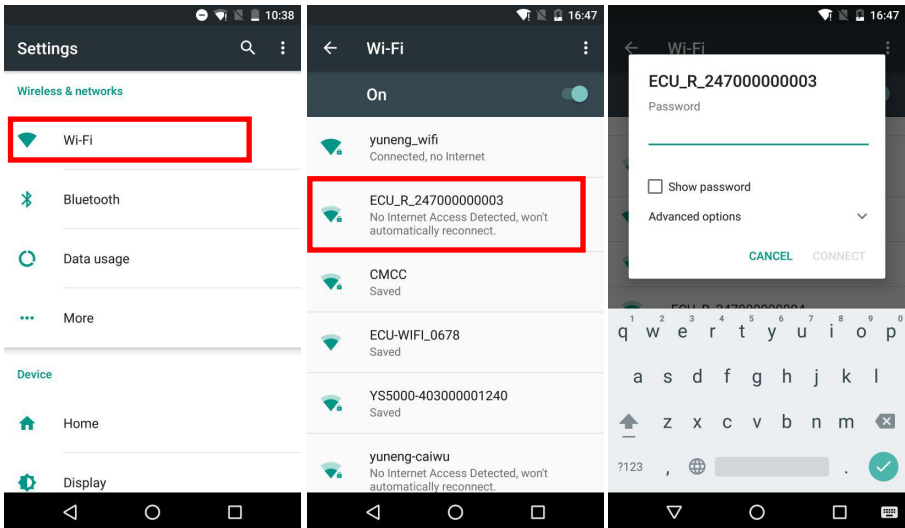 10:38
Settings
Wireless & networks
Wi-Fi
Bluetooth
Data usage
More
Device
Home
Display
16:47
Wi-Fi
On
yuneng_wifi
Connected, no Internet
ECU_R_247000000003
No Internet Access Detected, won't
automatically reconnect.
CMCC
Saved
ECU-WIFI_0678
Saved
YS5000-403000001240
Saved
yuneng-caiwu
No Internet Access Detected, won't
automatically reconnect.
16:47
Wi-Fi
ECU_R_247000000003
Password
Show password
Advanced options
CANCEL CONNECT
1 2 3 4 5 6 7 8 9 0
q w e r t y u i o p
a s d f g h j k l
z x c v b n m
?123 , .